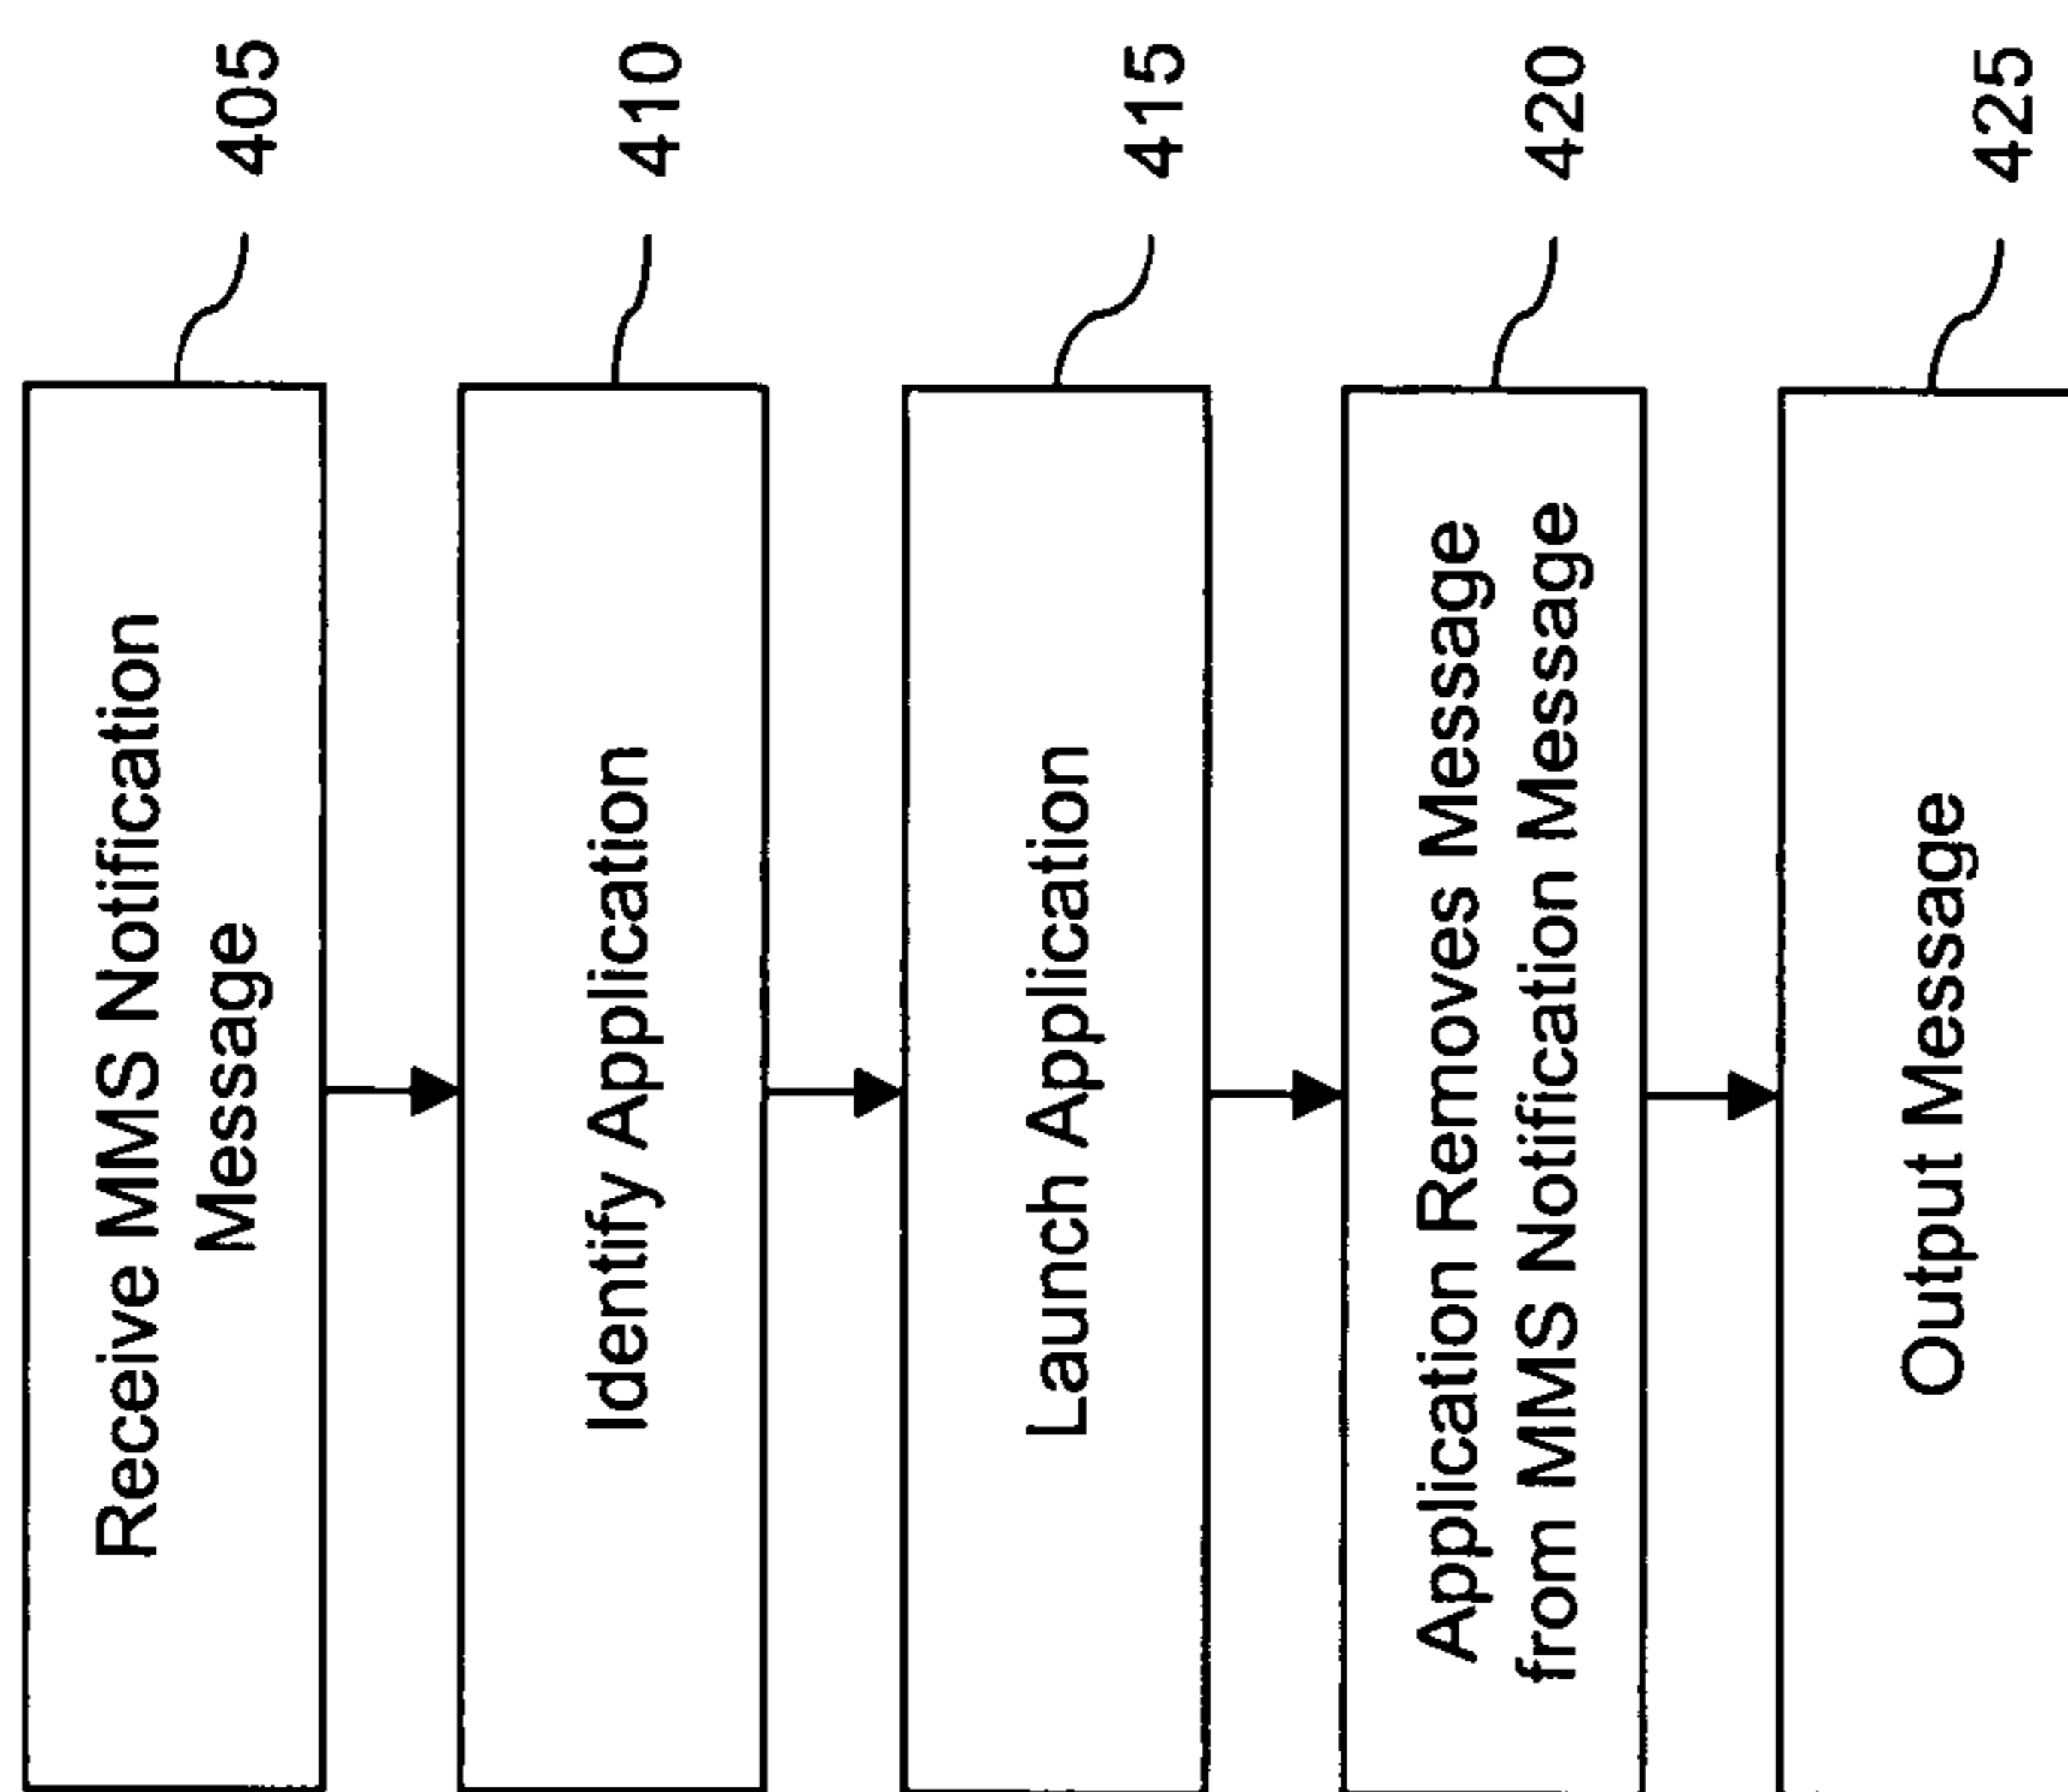 Receive MMS Notification
Message
405
Identify Application
410
Launch Application
415
Application Removes Message
from MMS Notification Message
420
Output Message
425